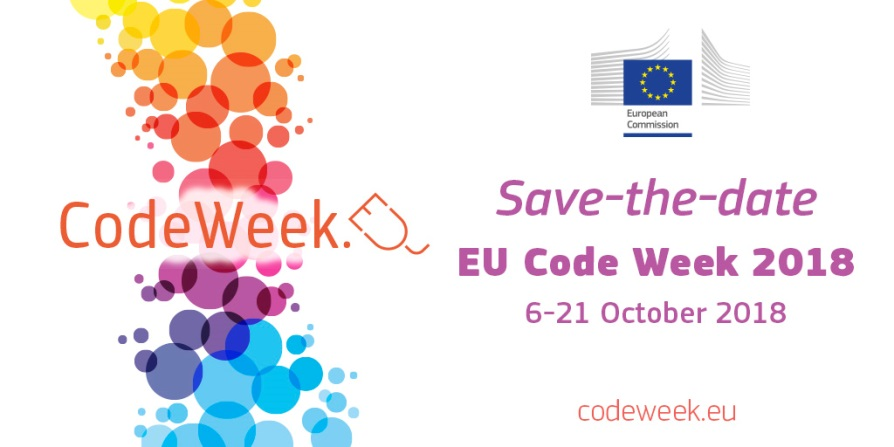 European
Commission
CodeWeek.eu
Save-the-date
EU Code Week 2018
6-21 October 2018
codeweek.eu